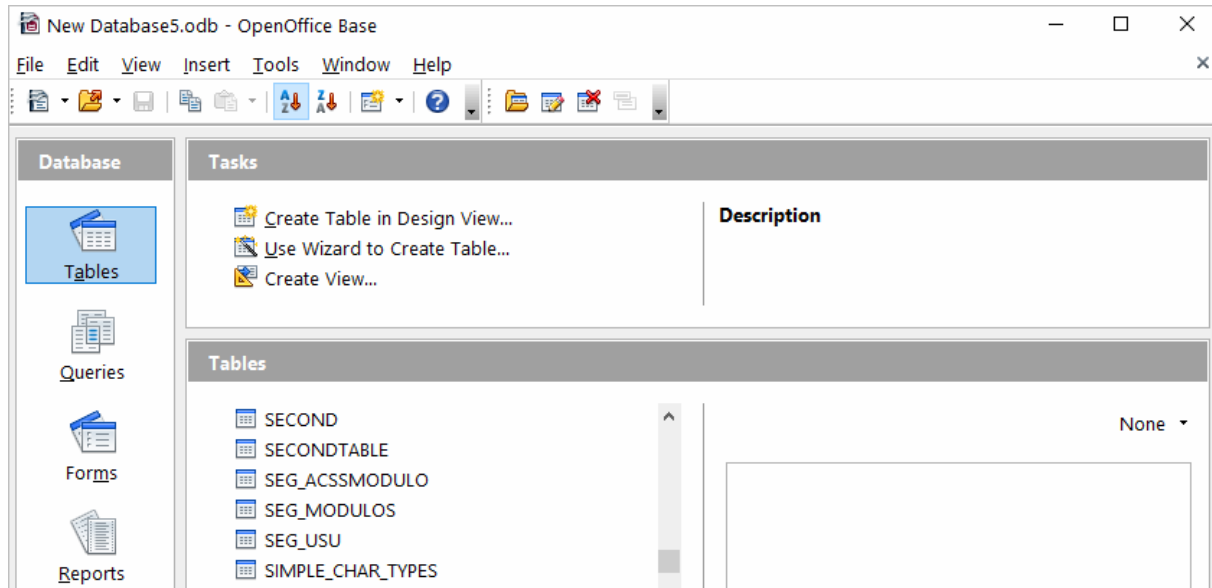 New Database5.odb - OpenOffice Base
File Edit View Insert Tools Window Help
Database
Tables
Queries
Forms
Reports
Tasks
Create Table in Design View...
Use Wizard to Create Table...
Create View...
Description
Tables
SECOND
SECONDTABLE
SEG_ACSSMODULO
SEG_MODULOS
SEG_USU
SIMPLE_CHAR_TYPES
None